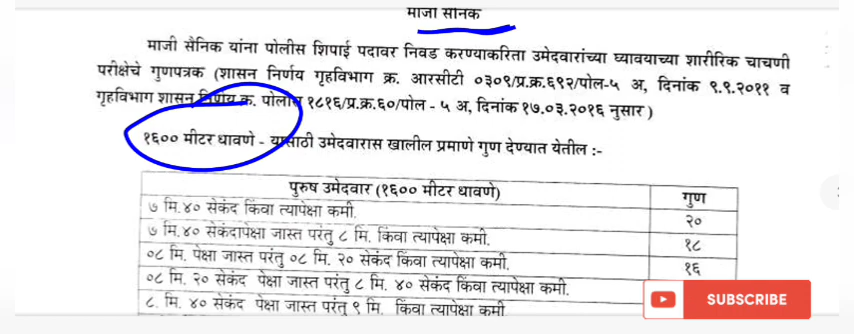 माजी सैनिक
माजी सैनिक यांना पोलीस शिपाई पदावर निवड करण्याकरिता उमेदवारांच्या घ्यावयाच्या शारीरिक चाचणी
परीक्षेचे गुणपत्रक (शासन निर्णय गृहविभाग क्र. आरसीटी ०३०९/प्र.क्र.६९२/पोल-५ अ, दिनांक ९.९.२०११ व
गृहविभाग शासन निर्णय क्र. पोलीस १८१६/प्र.क्र.६०/पोल - ५ अ, दिनांक १७.०३.२०१६ नुसार )
१६०० मीटर धावणे - यासाठी उमेदवारास खालील प्रमाणे गुण देण्यात येतील :-
पुरुष उमेदवार (१६०० मीटर धावणे) गुण
७ मि.४० सेकंद किंवा त्यापेक्षा कमी. २०
७ मि.४० सेकंदापेक्षा जास्त परंतु ८ मि. किंवा त्यापेक्षा कमी. १८
०८ मि. पेक्षा जास्त परंतु ०८ मि. २० सेकंद किंवा त्यापेक्षा कमी. १६
०८ मि. २० सेकंद पेक्षा जास्त परंतु ८ मि. ४० सेकंद किंवा त्यापेक्षा कमी.
८. मि. ४० सेकंद पेक्षा जास्त परंतु ९ मि. किंवा त्यापेक्षा कमी
SUBSCRIBE